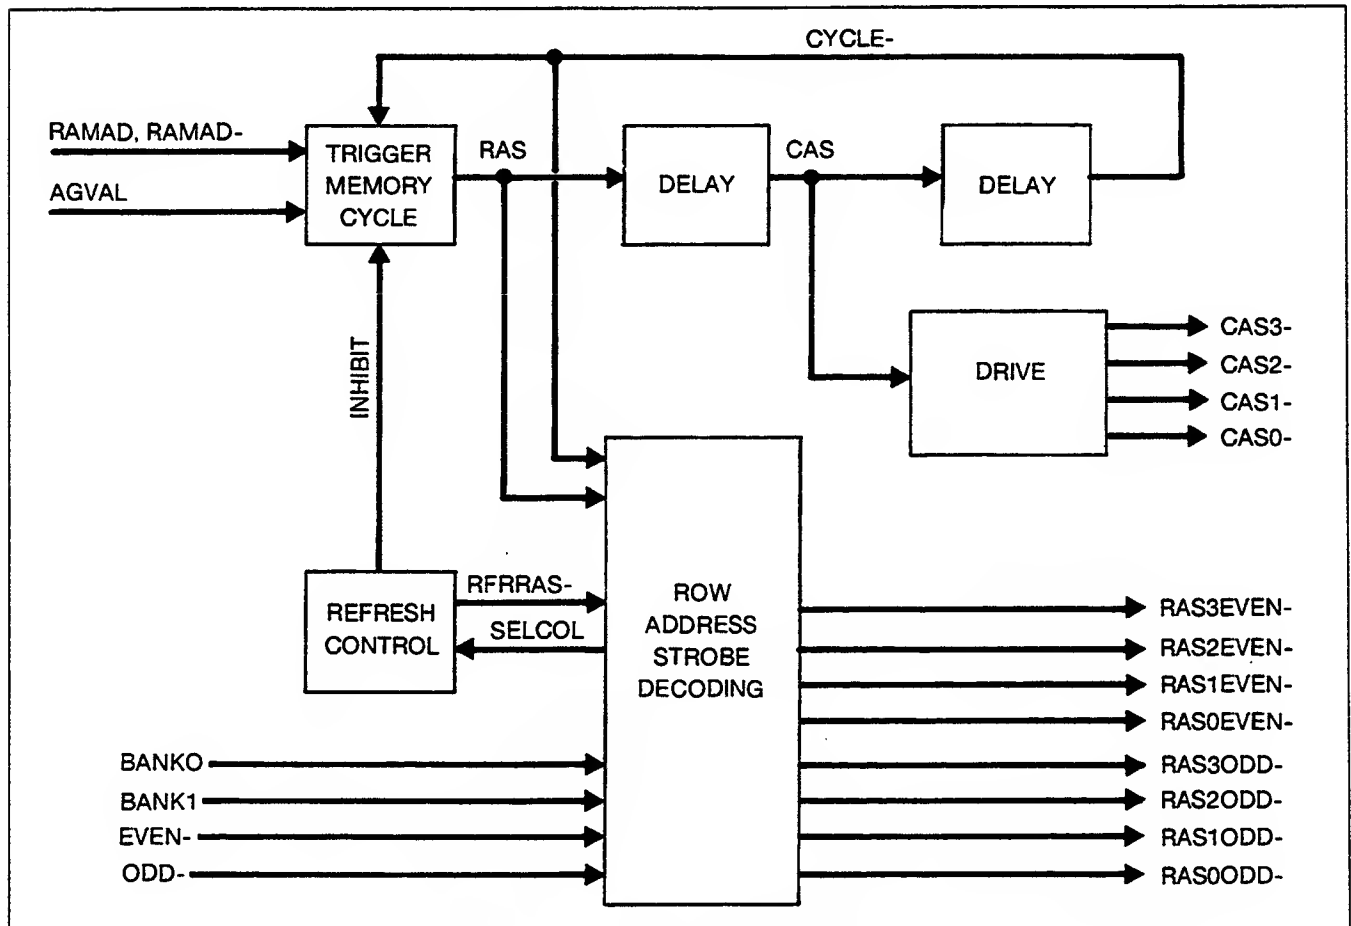 CYCLE-
RAMAD, RAMAD-
AGVAL
TRIGGER
MEMORY
CYCLE
RAS
DELAY
CAS
DELAY
INHIBIT
DRIVE
CAS3-
CAS2-
CAS1-
CAS0-
REFRESH
CONTROL
RFRRAS-
SELCOL
ROW
ADDRESS
STROBE
DECODING
RAS3EVEN-
RAS2EVEN-
RAS1EVEN-
RAS0EVEN-
RAS3ODD-
RAS2ODD-
RAS1ODD-
RAS0ODD-
BANKO
BANK1
EVEN-
ODD-